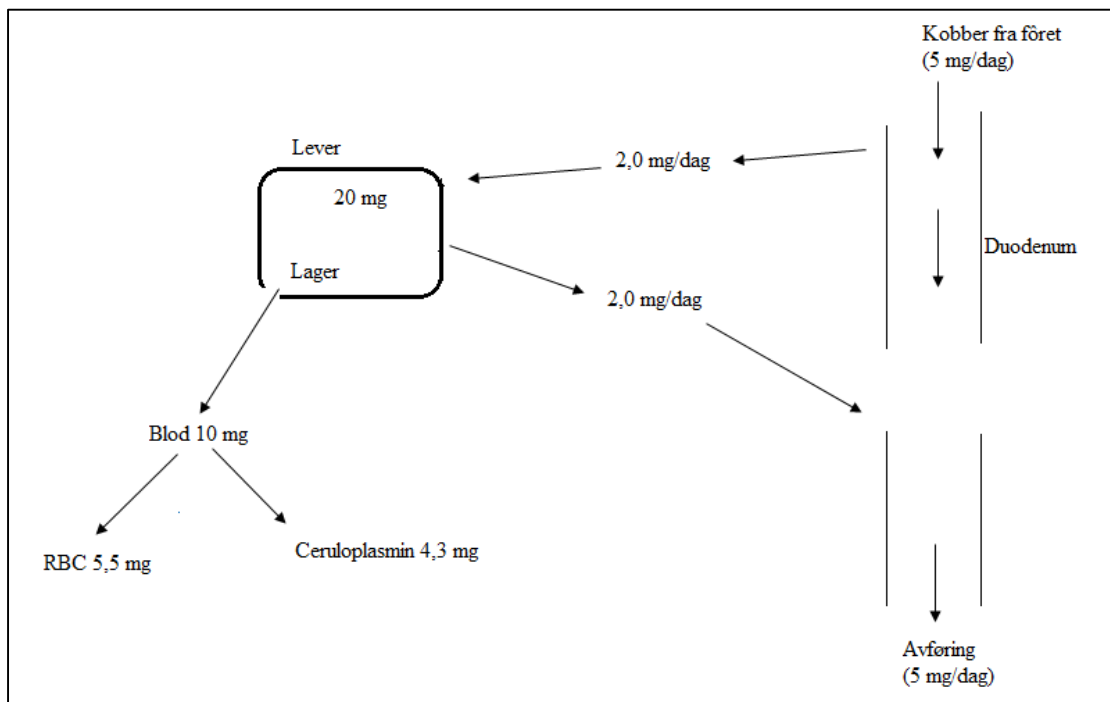 Kobber fra fôret
(5 mg/dag)
Lever
2,0 mg/dag
20 mg
Duodenum
Lager
2,0 mg/dag
Blod 10 mg
RBC 5,5 mg
Ceruloplasmin 4,3 mg
Avføring
(5 mg/dag)